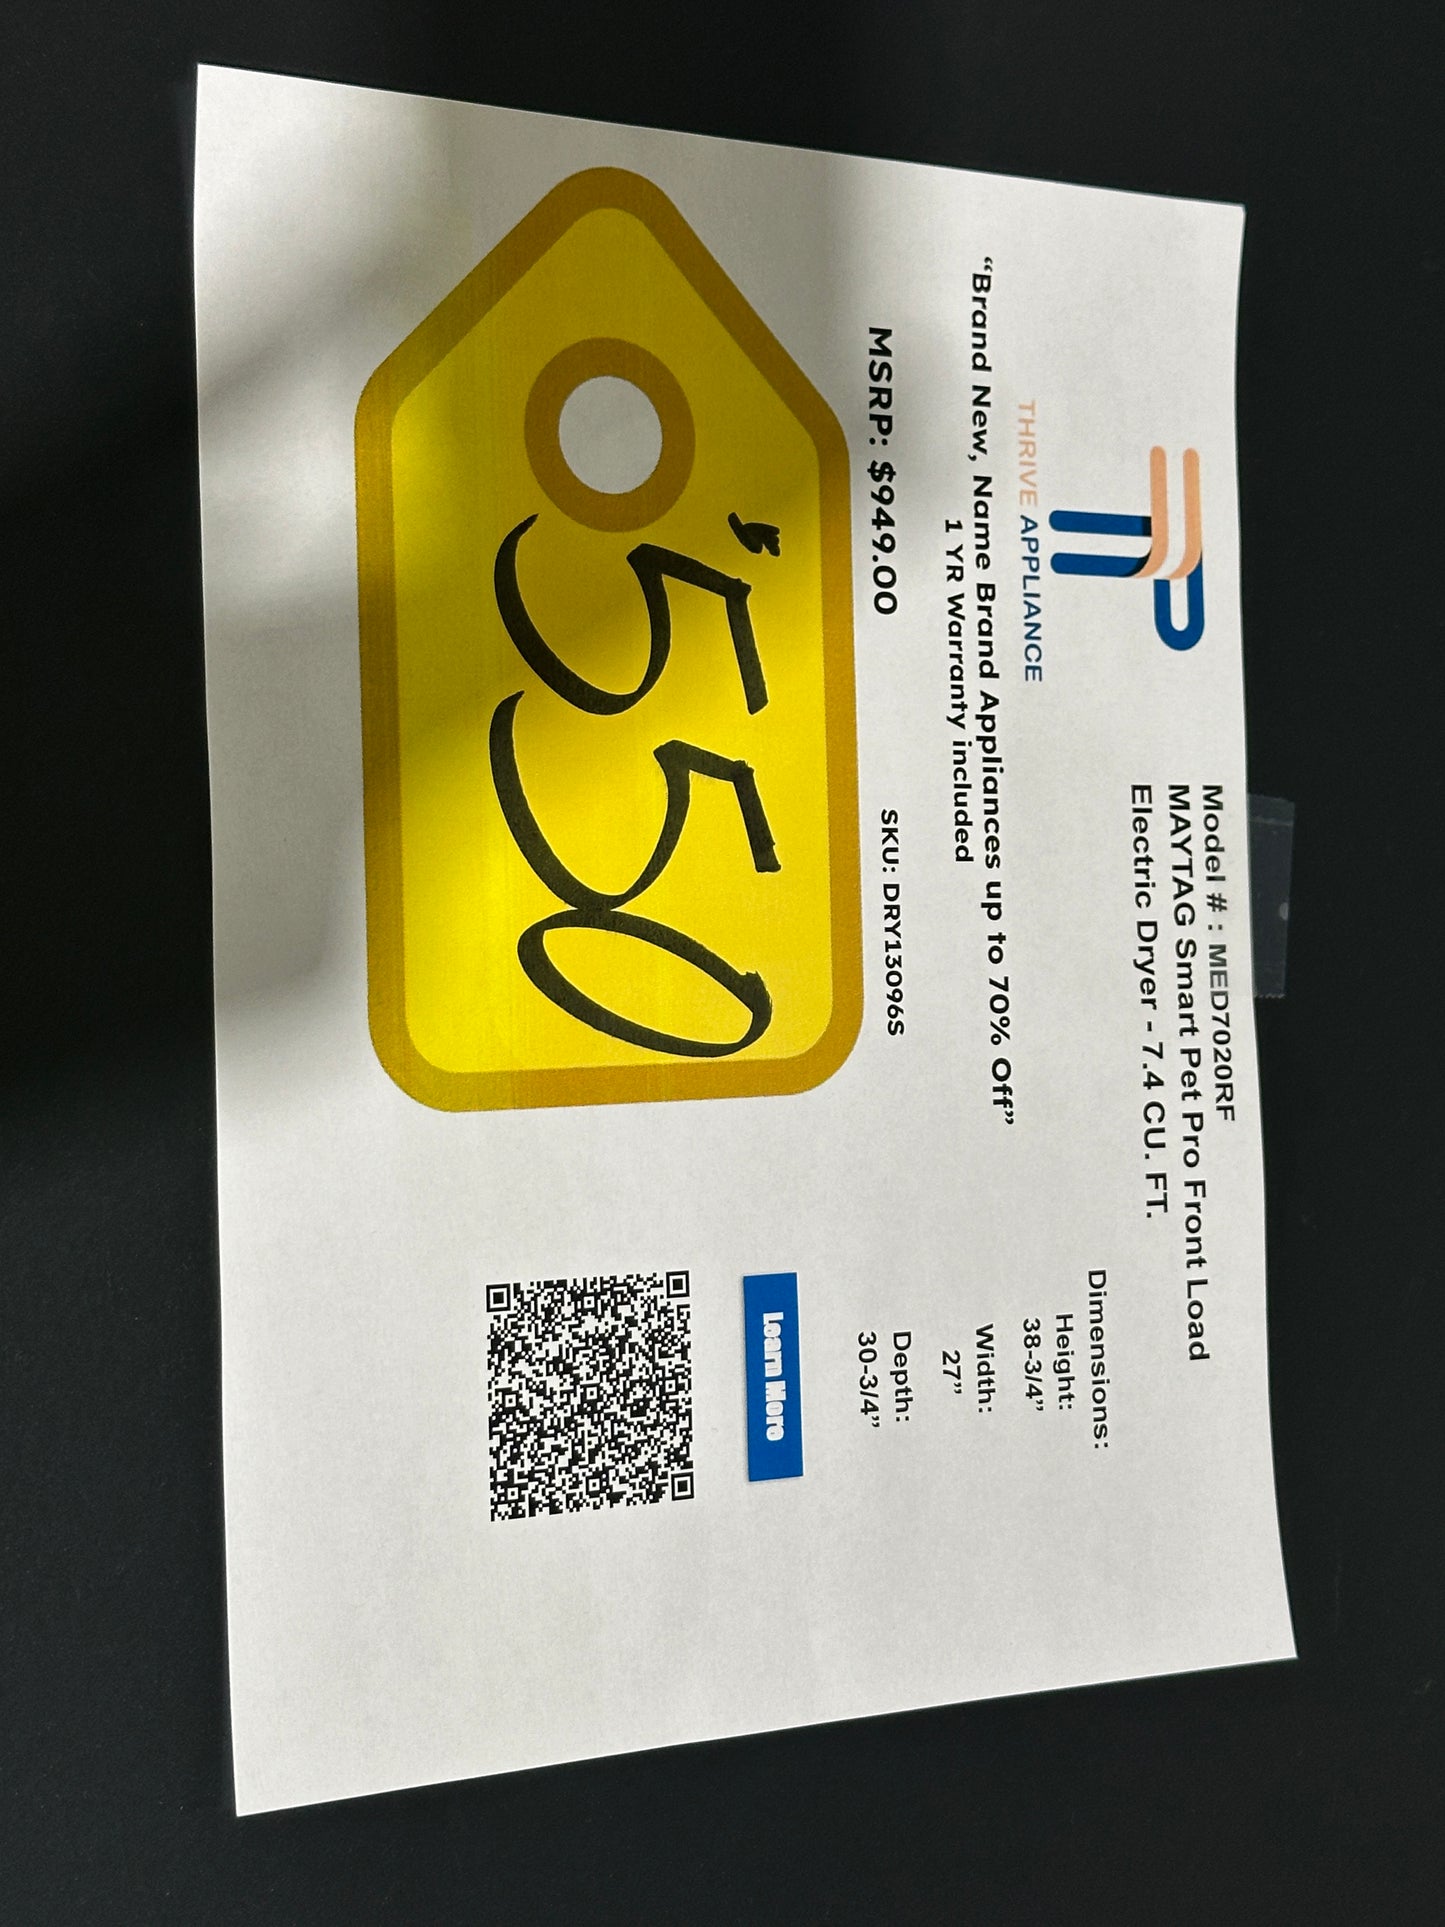 THRIVE APPLIANCE
Model # : MED7020RF
MAYTAG Smart Pet Pro Front Load
Electric Dryer - 7.4 CU. FT.
“Brand New, Name Brand Appliances up to 70% Off”
1 YR Warranty included
MSRP: $949.00
SKU: DRY13096S
$550
Dimensions:
Height:
38-3/4”
Width:
27”
Depth:
30-3/4”
Learn More